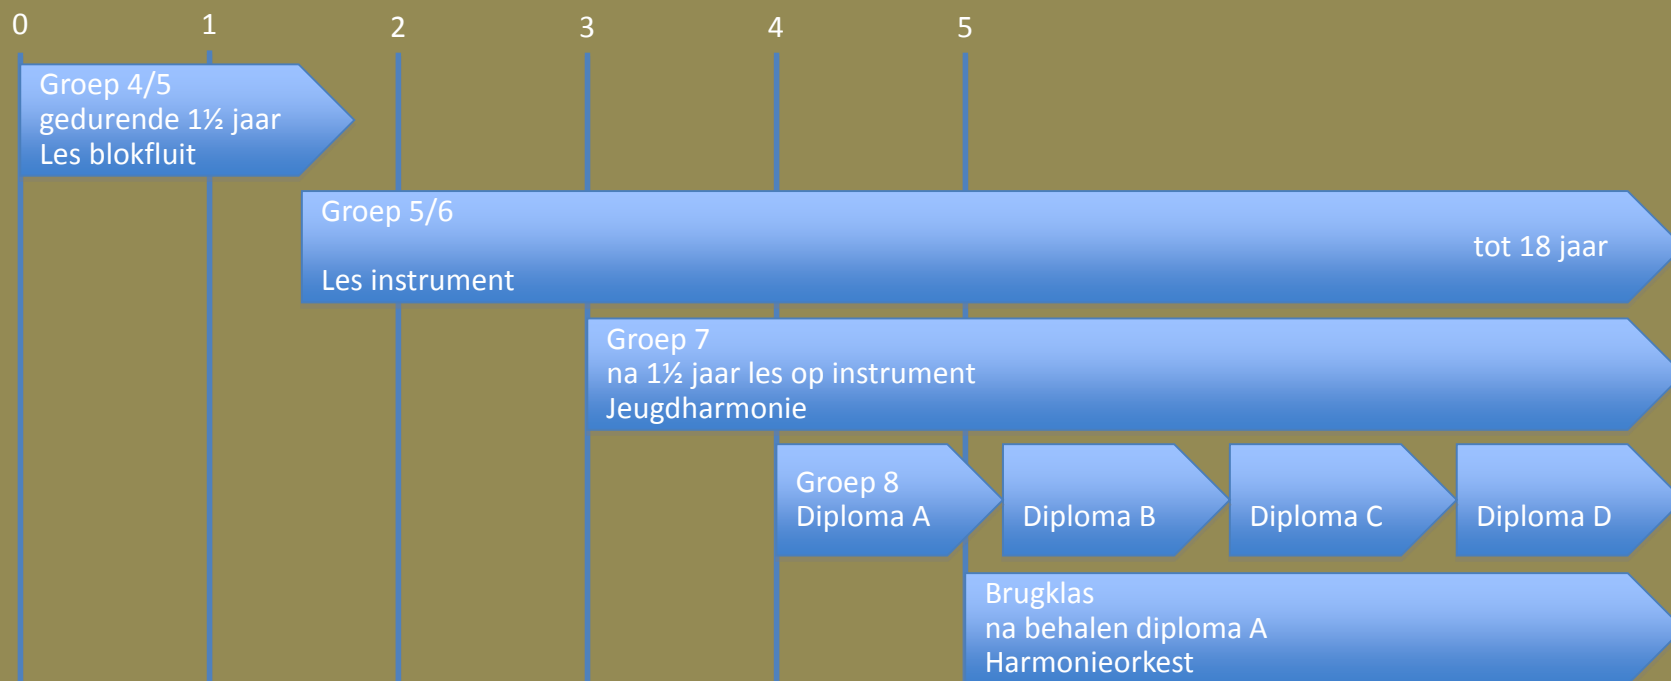 0 1 2 3 4 5
Groep 4/5
gedurende 1½ jaar
Les blokfluit
Groep 5/6
tot 18 jaar
Les instrument
Groep 7
na 1½ jaar les op instrument
Jeugdharmonie
Groep 8
Diploma A
Diploma B
Diploma C
Diploma D
Brugklas
na behalen diploma A
Harmonieorkest